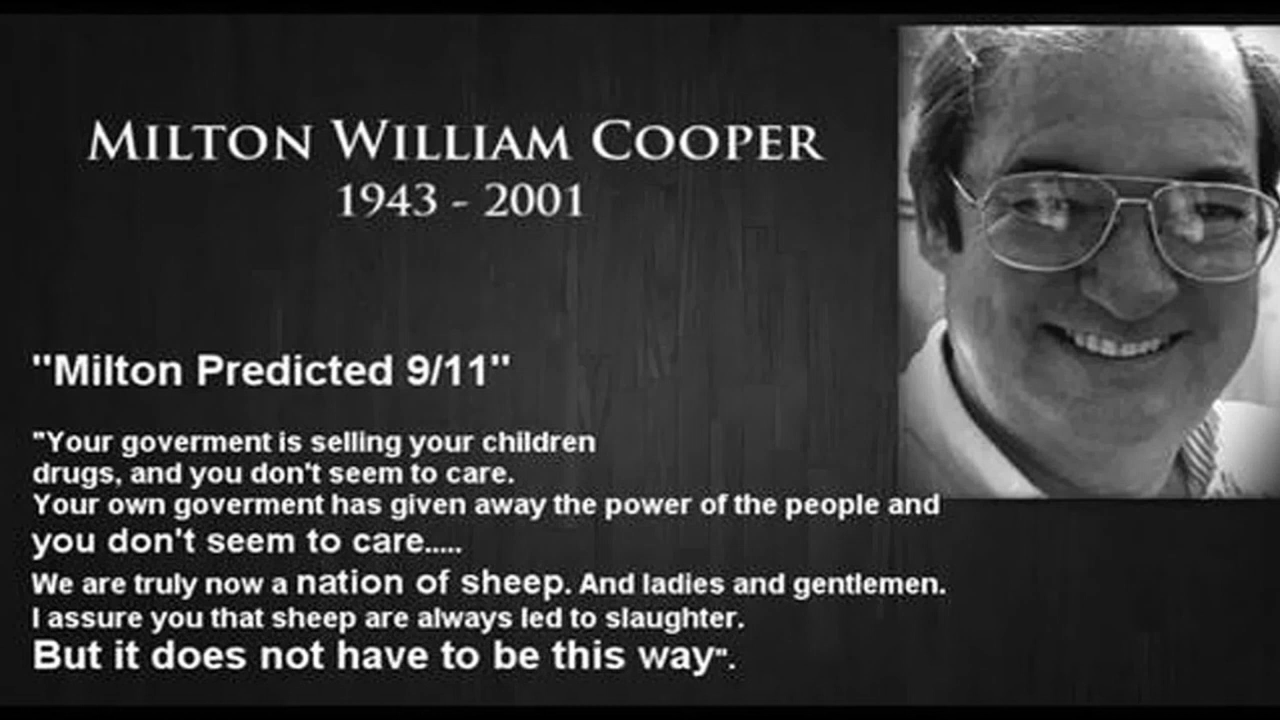 MILTON WILLIAM COOPER
1943 - 2001
"Milton Predicted 9/11"
"Your goverment is selling your children
drugs, and you don't seem to care.
Your own goverment has given away the power of the people and
you don't seem to care.....
We are truly now a nation of sheep. And ladies and gentlemen.
I assure you that sheep are always led to slaughter.
But it does not have to be this way".